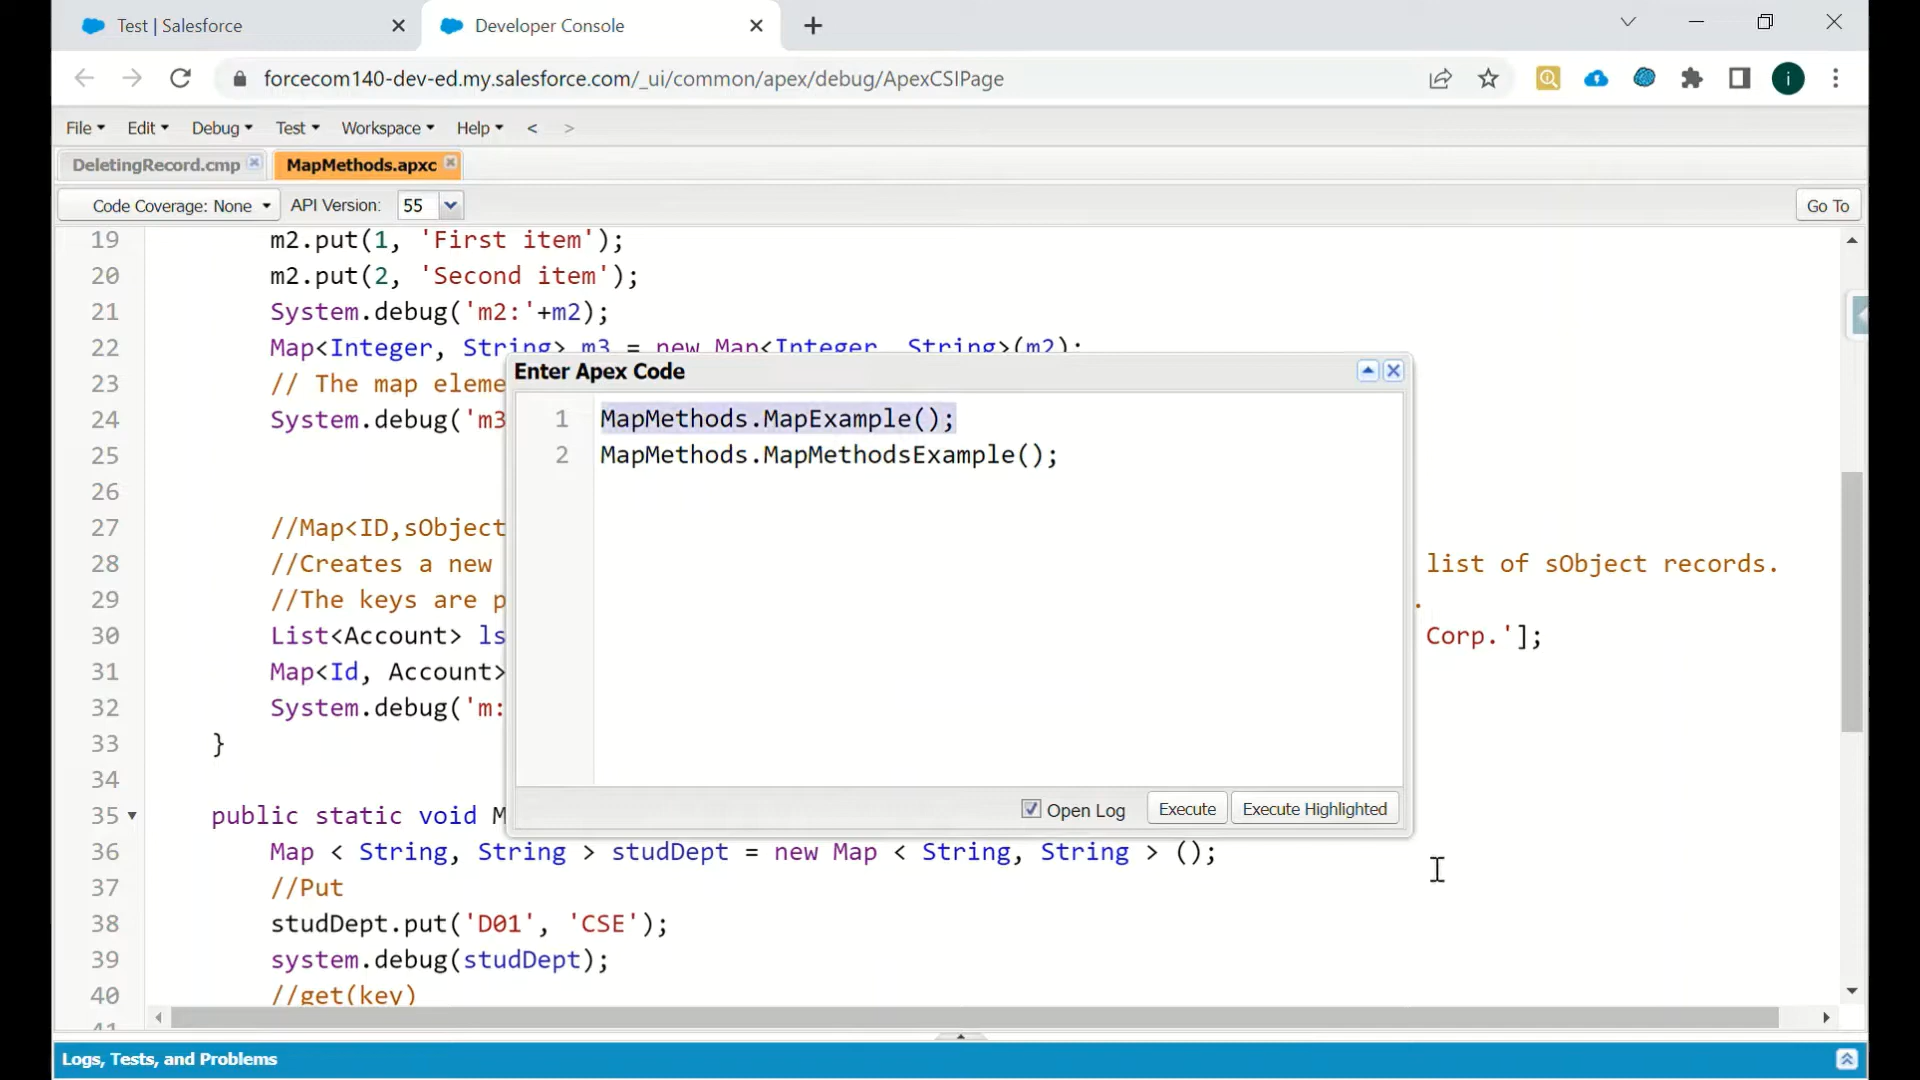 Test | Salesforce
Developer Console
forcecom140-dev-ed.my.salesforce.com/_ui/common/apex/debug/ApexCSIPage
i
File Edit Debug Test Workspace Help < >
DeletingRecord.cmp
MapMethods.apxc
Code Coverage: None API Version: 55 Go To
19 m2.put(1, 'First item');
20 m2.put(2, 'Second item');
21 System.debug('m2:'+m2);
22 Map<Integer, String> m3 = new Map<Integer, String>(m2);
23 // The map eleme
24 System.debug('m3
25
26
27 //Map<ID,sObject
28 //Creates a new list of sObject records.
29 //The keys are p .
30 List<Account> ls Corp.'];
31 Map<Id, Account>
32 System.debug('m:
33 }
34
35 public static void M
36 Map < String, String > studDept = new Map < String, String > ();
37 //Put
38 studDept.put('D01', 'CSE');
39 system.debug(studDept);
40 //get(key)
41
Enter Apex Code
1 MapMethods.MapExample();
2 MapMethods.MapMethodsExample();
Open Log Execute Execute Highlighted
Logs, Tests, and Problems